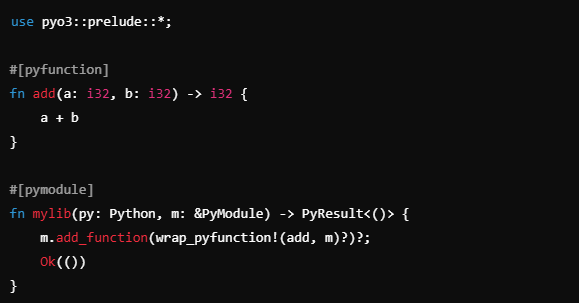 use pyo3::prelude::*;
#[pyfunction]
fn add(a: i32, b: i32) -> i32 {
    a + b
}
#[pymodule]
fn mylib(py: Python, m: &PyModule) -> PyResult<()> {
    m.add_function(wrap_pyfunction!(add, m)?)?;
    Ok(())
}